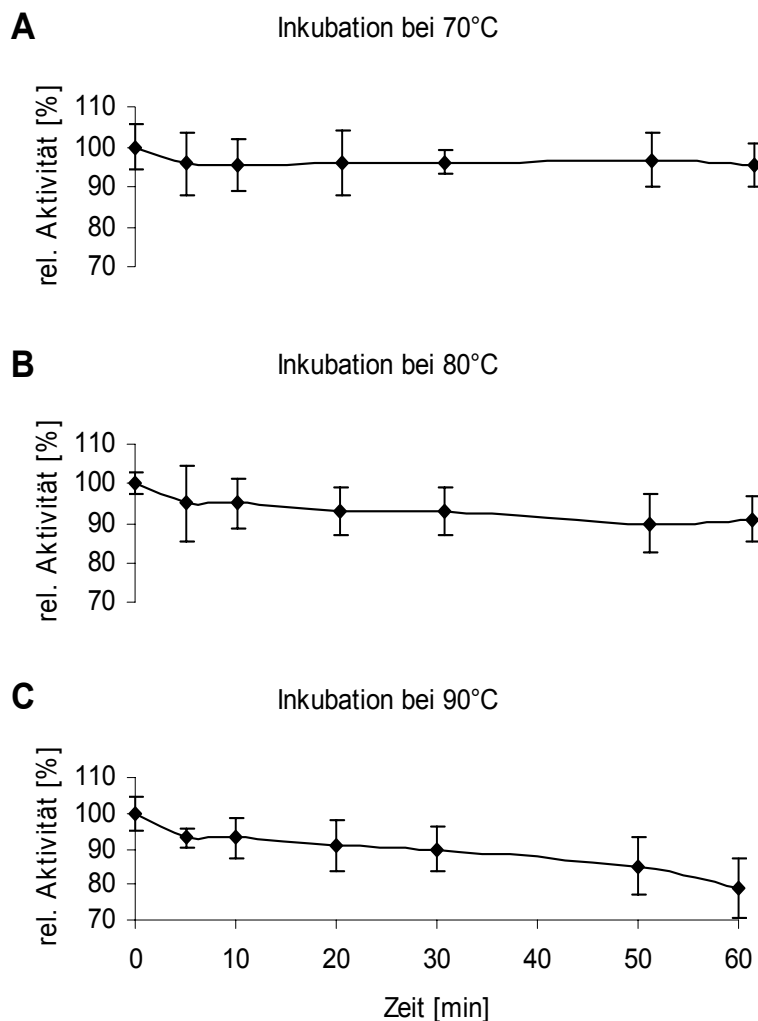 A
Inkubation bei 70°C
rel. Aktivität [%]
110
100
90
80
70
B
Inkubation bei 80°C
rel. Aktivität [%]
110
100
90
80
70
C
Inkubation bei 90°C
rel. Aktivität [%]
110
100
90
80
70
0 10 20 30 40 50 60
Zeit [min]